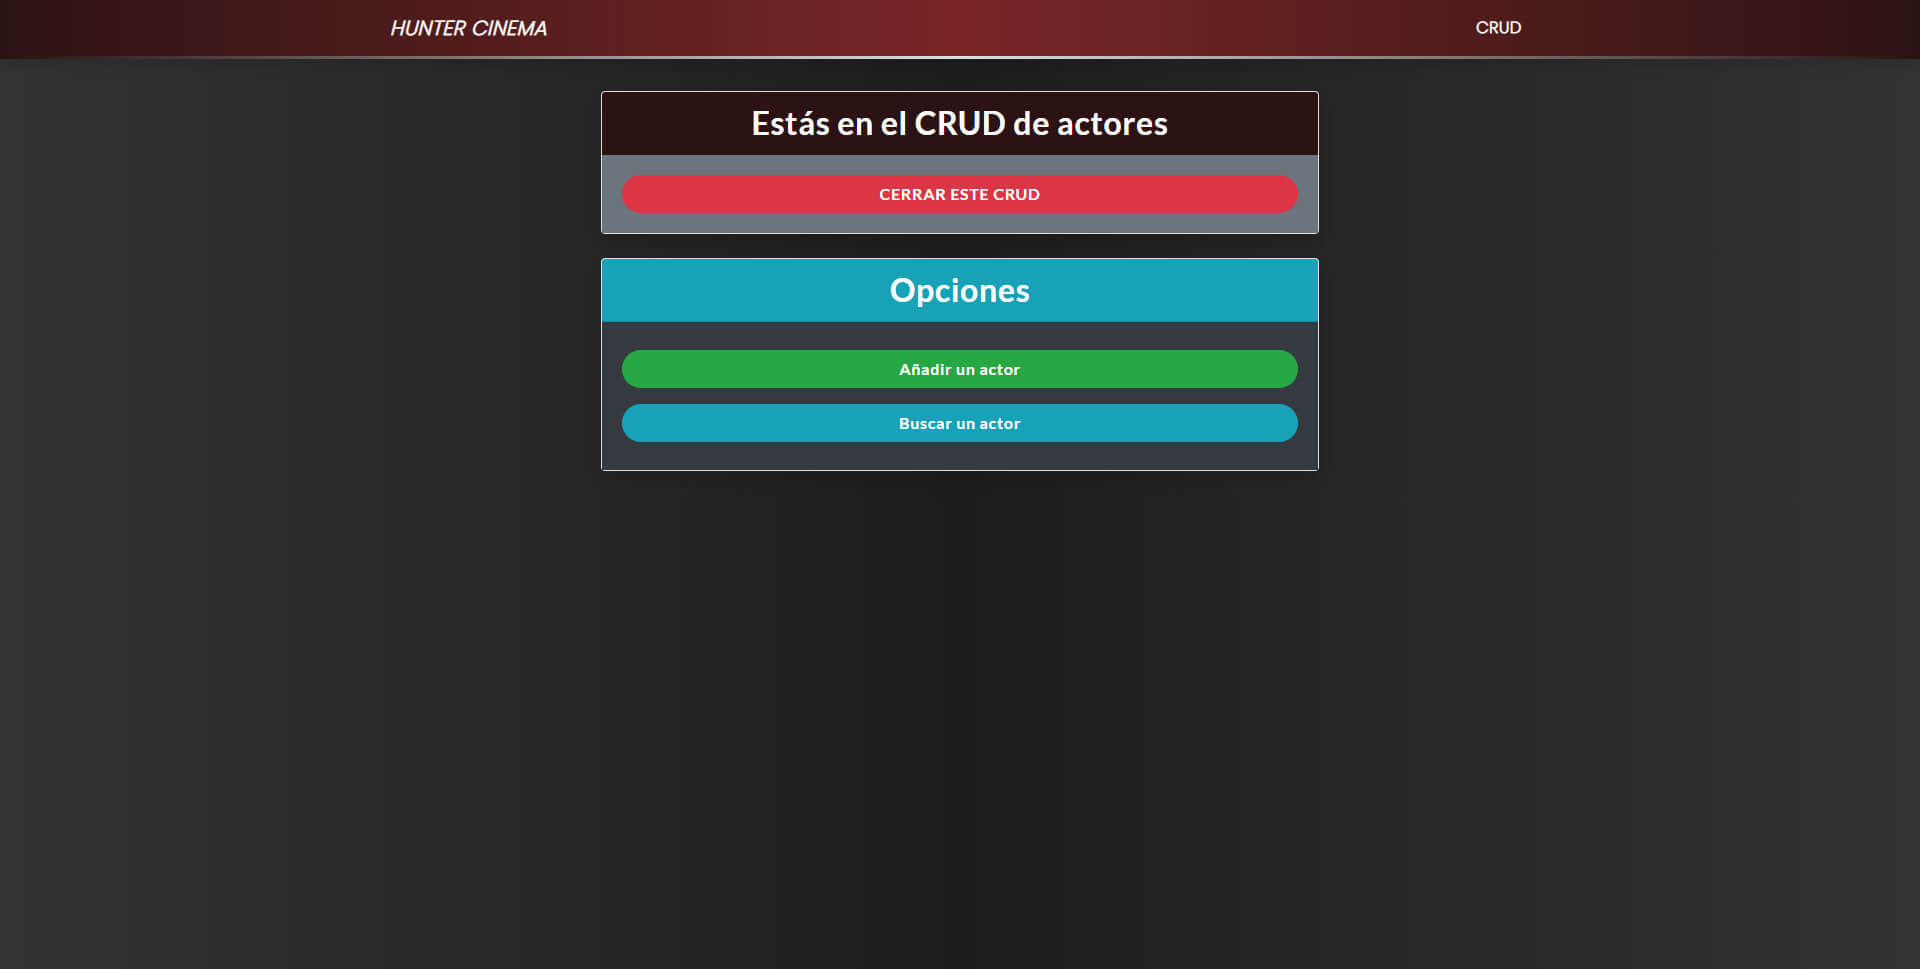 HUNTER CINEMA
CRUD
Estás en el CRUD de actores
CERRAR ESTE CRUD
Opciones
Añadir un actor
Buscar un actor